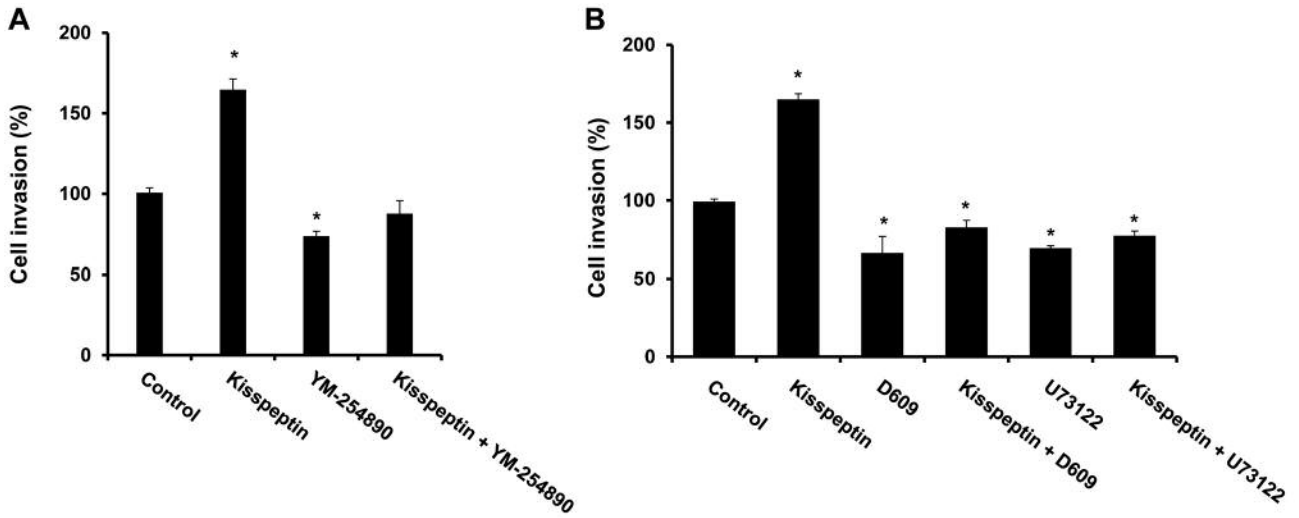 A
Cell invasion (%)
200
150
100
50
0
*
*
Control
Kisspeptin
YM-254890
Kisspeptin + YM-254890
B
Cell invasion (%)
200
150
100
50
0
*
*
*
*
*
Control
Kisspeptin
D609
Kisspeptin + D609
U73122
Kisspeptin + U73122